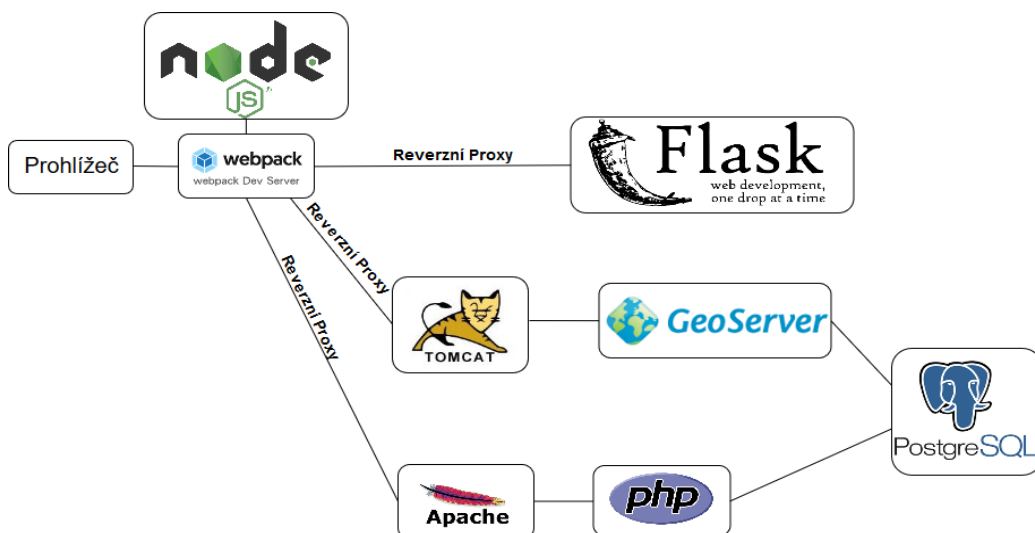 node
JS
Prohlížeč
webpack
webpack Dev Server
Reverzní Proxy
Flask
web development,
one drop at a time
Reverzní Proxy
Reverzní Proxy
TOMCAT
GeoServer
PostgreSQL
Apache
php